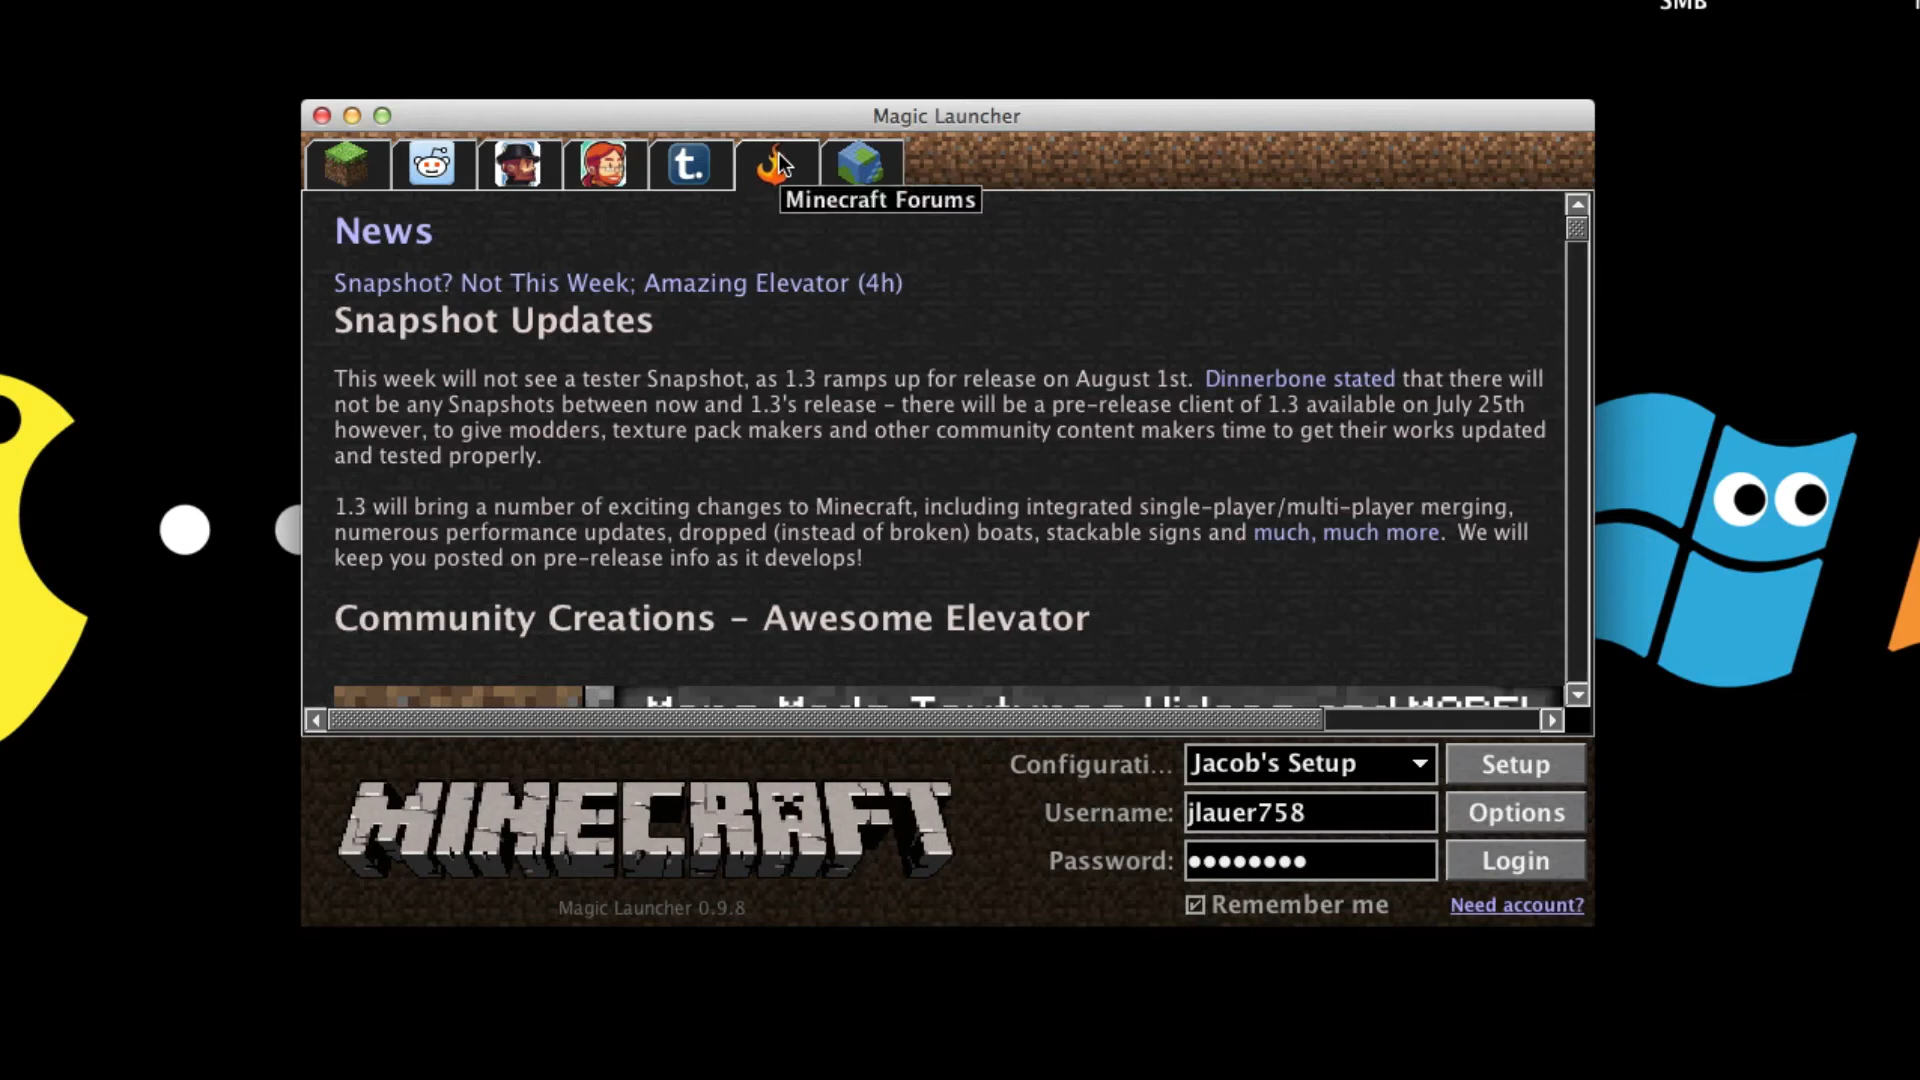 SMB
Magic Launcher
t.
Minecraft Forums
News
Snapshot? Not This Week; Amazing Elevator (4h)
Snapshot Updates
This week will not see a tester Snapshot, as 1.3 ramps up for release on August 1st. Dinnerbone stated that there will
not be any Snapshots between now and 1.3's release – there will be a pre-release client of 1.3 available on July 25th
however, to give modders, texture pack makers and other community content makers time to get their works updated
and tested properly.
1.3 will bring a number of exciting changes to Minecraft, including integrated single-player/multi-player merging,
numerous performance updates, dropped (instead of broken) boats, stackable signs and much, much more. We will
keep you posted on pre-release info as it develops!
Community Creations – Awesome Elevator
Configurati... Jacob's Setup Setup
Username: jlauer758 Options
Password: ●●●●●●●● Login
MINECRAFT
Magic Launcher 0.9.8
Remember me Need account?